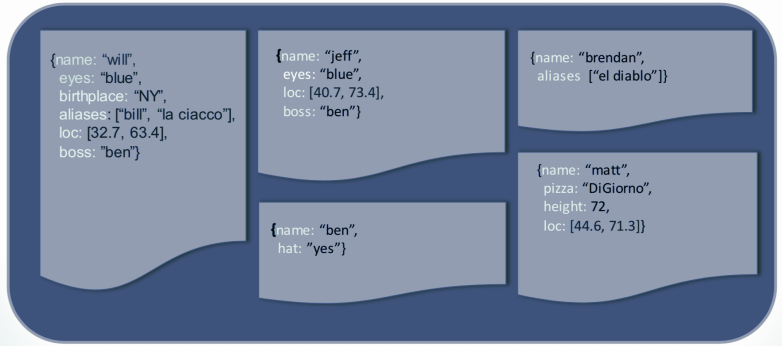 {name: “will”,
eyes: “blue”,
birthplace: “NY”,
aliases: [“bill”, “la ciacco”],
loc: [32.7, 63.4],
boss: ”ben”}
{name: “jeff”,
eyes: “blue”,
loc: [40.7, 73.4],
boss: “ben”}
{name: “ben”,
hat: ”yes”}
{name: “brendan”,
aliases [“el diablo”]}
{name: “matt”,
pizza: “DiGiorno”,
height: 72,
loc: [44.6, 71.3]}